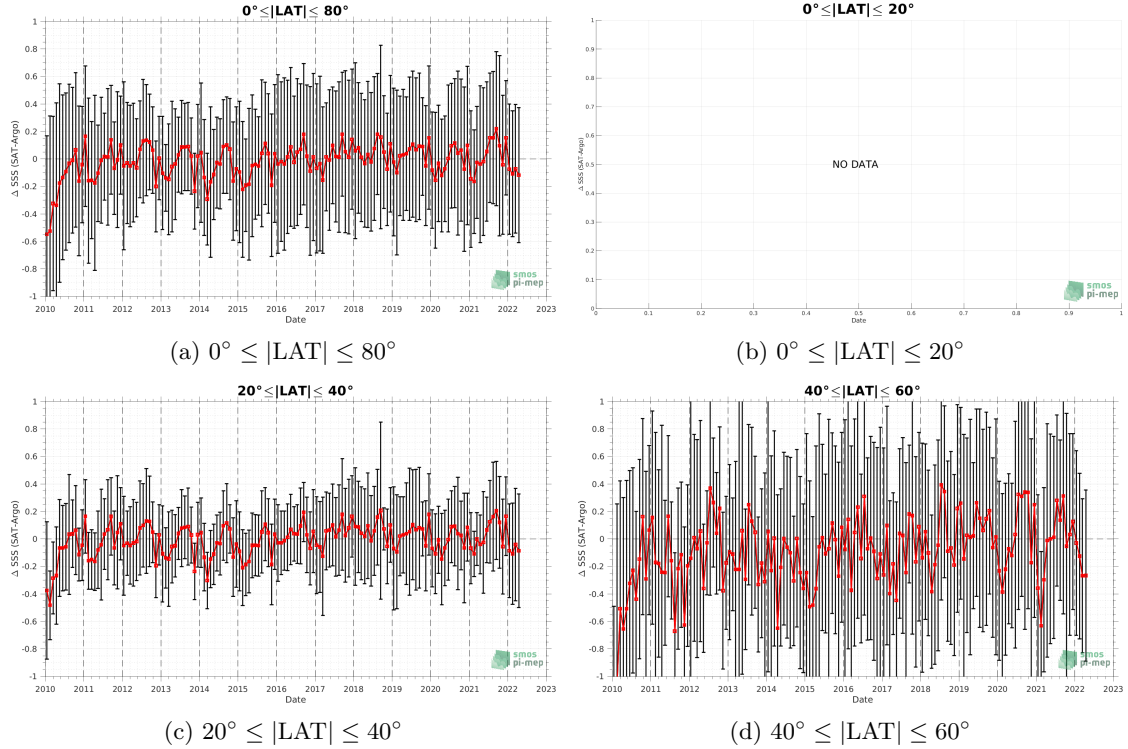 0°≤|LAT|≤ 80°
Δ SSS (SAT-Argo)
1
0.8
0.6
0.4
0.2
0
-0.2
-0.4
-0.6
-0.8
-1
2010 2011 2012 2013 2014 2015 2016 2017 2018 2019 2020 2021 2022 2023
Date
smos
pi-mep
(a) 0° ≤ |LAT| ≤ 80°
0°≤|LAT|≤ 20°
Δ SSS (SAT-Argo)
1
0.9
0.8
0.7
0.6
0.5
0.4
0.3
0.2
0.1
0
NO DATA
0 0.1 0.2 0.3 0.4 0.5 0.6 0.7 0.8 0.9 1
Date
smos
pi-mep
(b) 0° ≤ |LAT| ≤ 20°
20°≤|LAT|≤ 40°
Δ SSS (SAT-Argo)
1
0.8
0.6
0.4
0.2
0
-0.2
-0.4
-0.6
-0.8
-1
2010 2011 2012 2013 2014 2015 2016 2017 2018 2019 2020 2021 2022 2023
Date
smos
pi-mep
(c) 20° ≤ |LAT| ≤ 40°
40°≤|LAT|≤ 60°
Δ SSS (SAT-Argo)
1
0.8
0.6
0.4
0.2
0
-0.2
-0.4
-0.6
-0.8
-1
2010 2011 2012 2013 2014 2015 2016 2017 2018 2019 2020 2021 2022 2023
Date
smos
pi-mep
(d) 40° ≤ |LAT| ≤ 60°